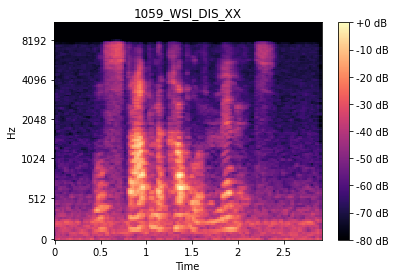 1059_WSI_DIS_XX
Hz
8192
4096
2048
1024
512
0
0
0.5
1
1.5
2
2.5
Time
+0 dB
-10 dB
-20 dB
-30 dB
-40 dB
-50 dB
-60 dB
-70 dB
-80 dB